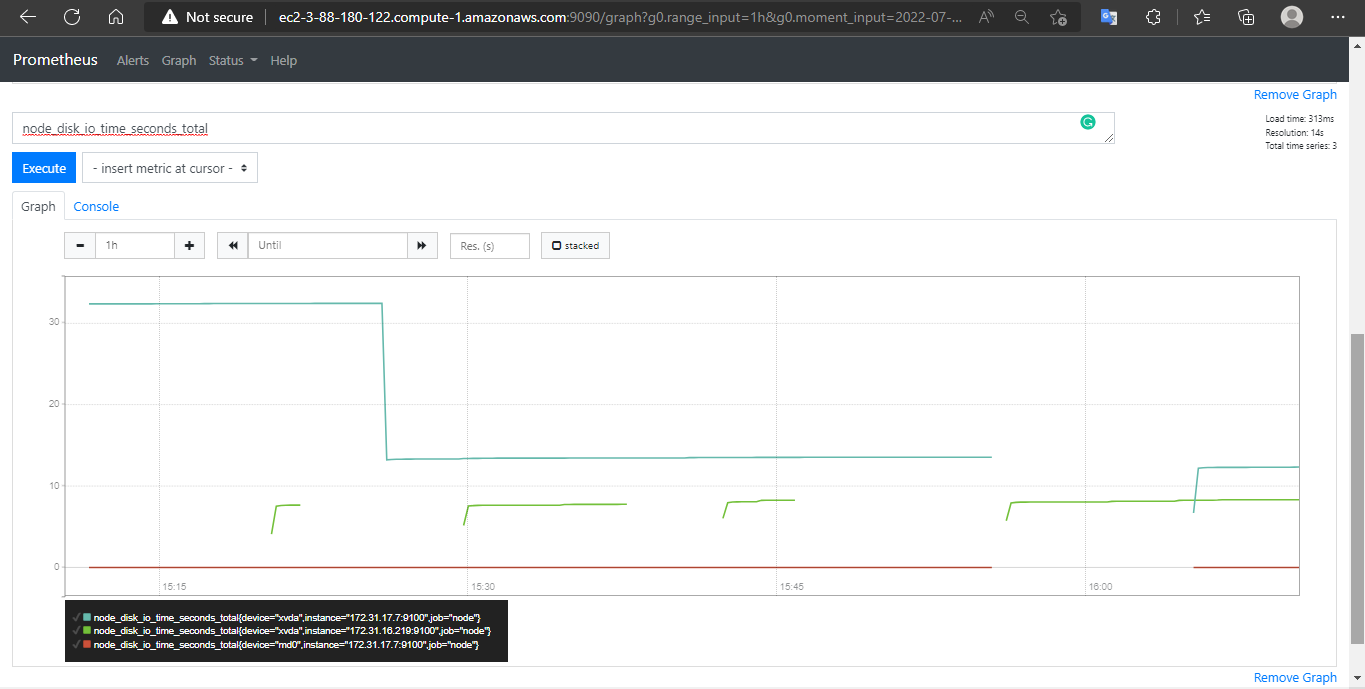 Not secure ec2-3-88-180-122.compute-1.amazonaws.com:9090/graph?g0.range_input=1h&g0.moment_input=2022-07-...
Prometheus Alerts Graph Status Help
Remove Graph
node_disk_io_time_seconds_total
Load time: 313ms
Resolution: 14s
Total time series: 3
Execute - insert metric at cursor -
Graph Console
1h Until Res. (s) stacked
30
20
10
0
15:15 15:30 15:45 16:00
node_disk_io_time_seconds_total{device="xvda",instance="172.31.17.7:9100",job="node"}
node_disk_io_time_seconds_total{device="xvda",instance="172.31.16.219:9100",job="node"}
node_disk_io_time_seconds_total{device="md0",instance="172.31.17.7:9100",job="node"}
Remove Graph